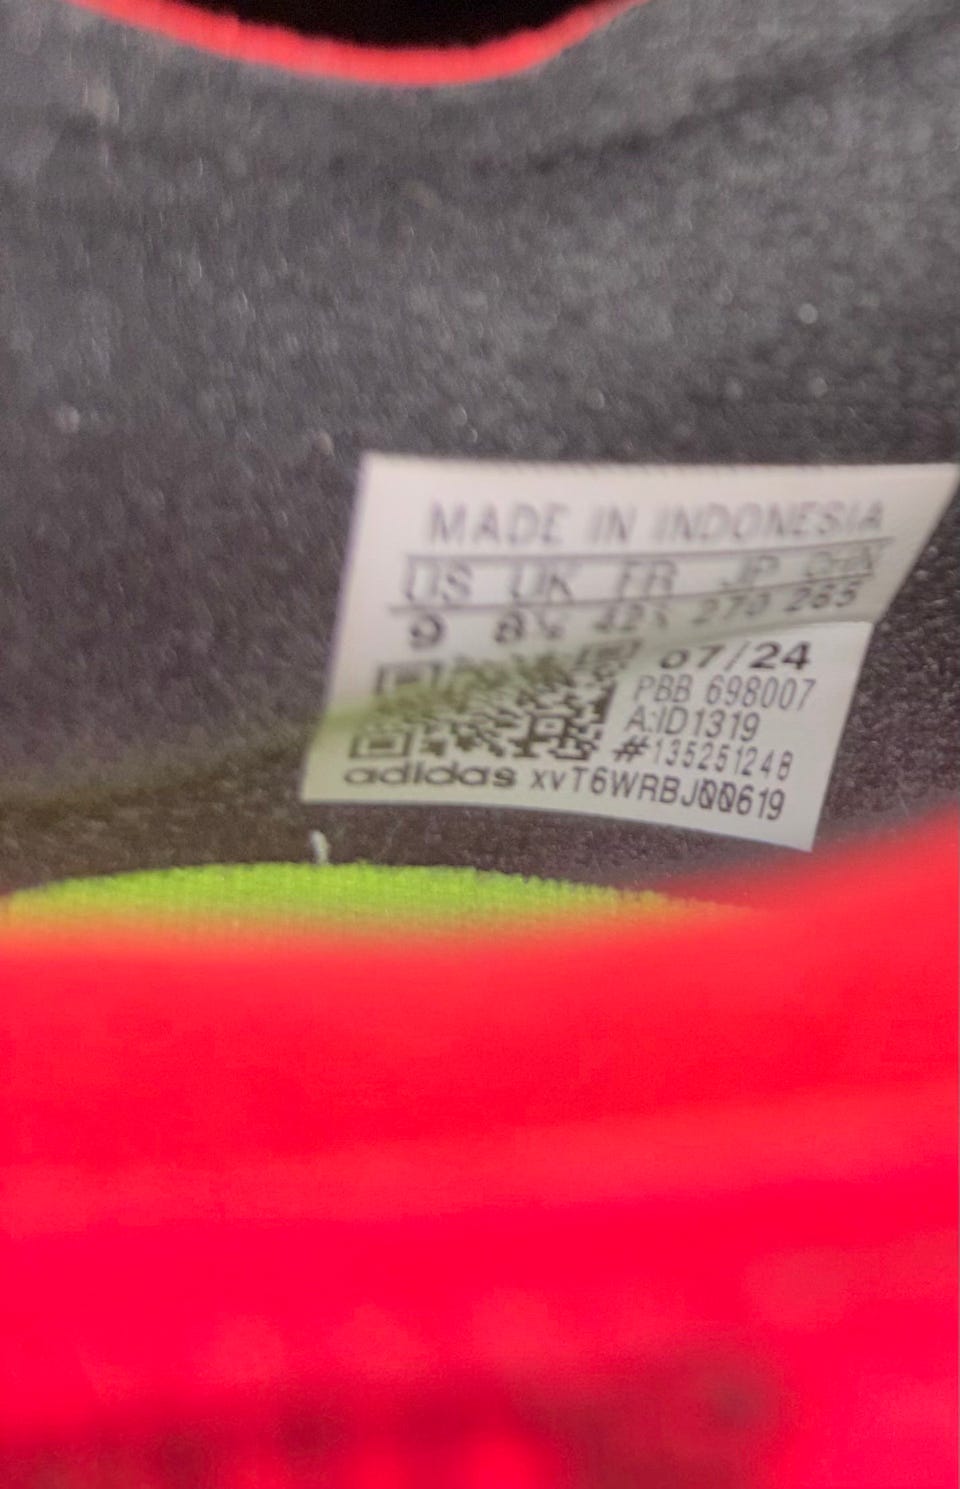 MADE IN INDONESIA
US UK FR JP CHN
9 8½ 42⅔ 270 265
07/24
PBB 698007
A:ID1319
#135251248
adidas xvT6WRBJ00619